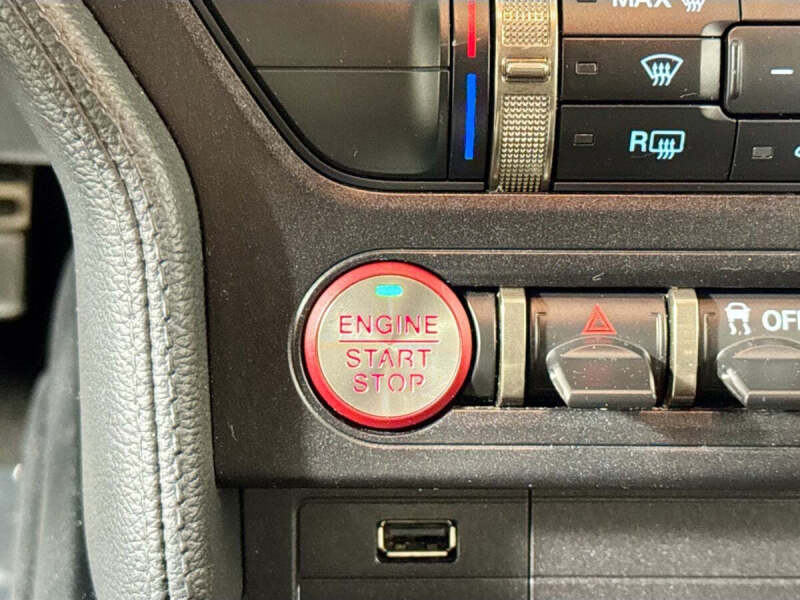 MAX
R
ENGINE
START
STOP
OFF